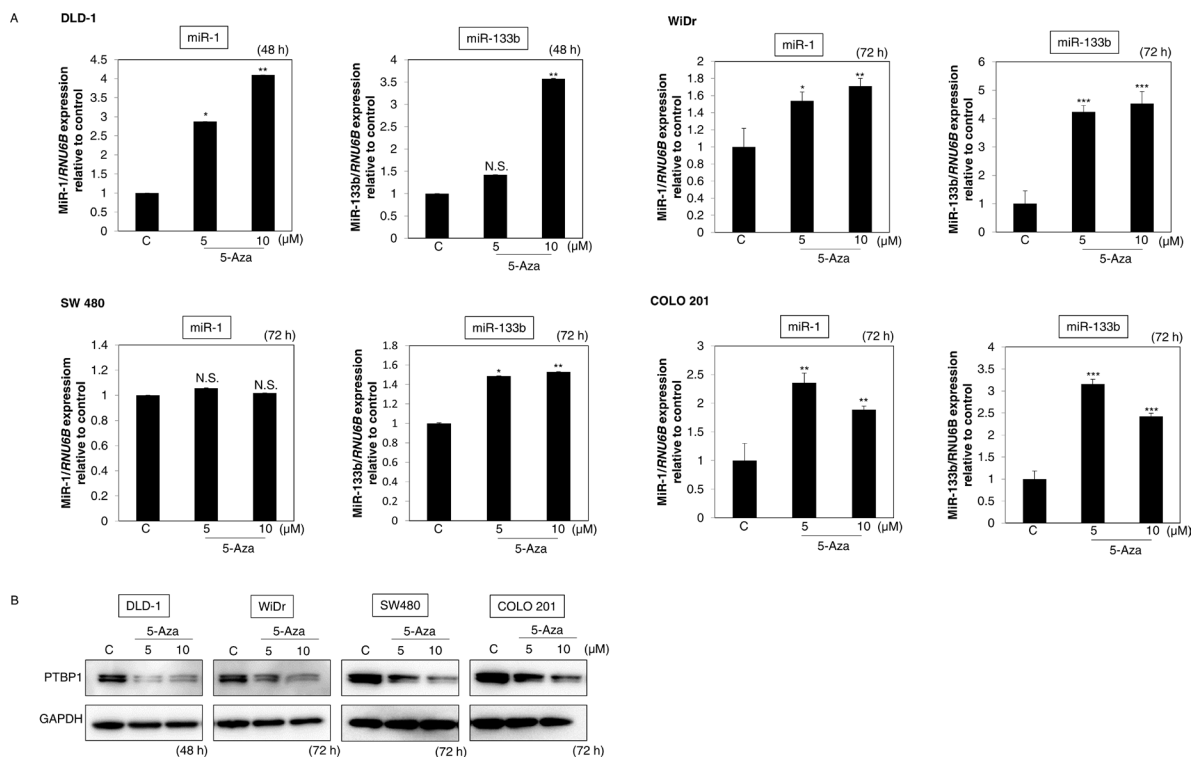 A
DLD-1
miR-1
(48 h)
MiR-1/RNU6B expression
relative to control
4.5
4
3.5
3
2.5
2
1.5
1
0.5
0
*
**
C
5
10
(μM)
5-Aza
miR-133b
(48 h)
MiR-133b/RNU6B expression
relative to control
4
3.5
3
2.5
2
1.5
1
0.5
0
N.S.
**
C
5
10
(μM)
5-Aza
WiDr
miR-1
(72 h)
MiR-1/RNU6B expression
relative to control
2
1.8
1.6
1.4
1.2
1
0.8
0.6
0.4
0.2
0
*
**
C
5
10
(μM)
5-Aza
miR-133b
(72 h)
MiR-133b/RNU6B expression
relative to control
6
5
4
3
2
1
0
***
***
C
5
10
(μM)
5-Aza
SW 480
miR-1
(72 h)
MiR-1/RNU6B expressiom
relative to control
1.4
1.2
1
0.8
0.6
0.4
0.2
0
N.S.
N.S.
C
5
10
(μM)
5-Aza
miR-133b
(72 h)
MiR-133b/RNU6B expression
relative to control
1.8
1.6
1.4
1.2
1
0.8
0.6
0.4
0.2
0
*
**
C
5
10
(μM)
5-Aza
COLO 201
miR-1
(72 h)
MiR-1/RNU6B expression
relative to control
3
2.5
2
1.5
1
0.5
0
**
**
C
5
10
(μM)
5-Aza
miR-133b
(72 h)
MiR-133b/RNU6B expression
relative to control
4
3.5
3
2.5
2
1.5
1
0.5
0
***
***
C
5
10
(μM)
5-Aza
B
DLD-1
WiDr
SW480
COLO 201
5-Aza
5-Aza
5-Aza
5-Aza
C 5 10
C 5 10
C 5 10
C 5 10
(μM)
PTBP1
GAPDH
(48 h)
(72 h)
(72 h)
(72 h)